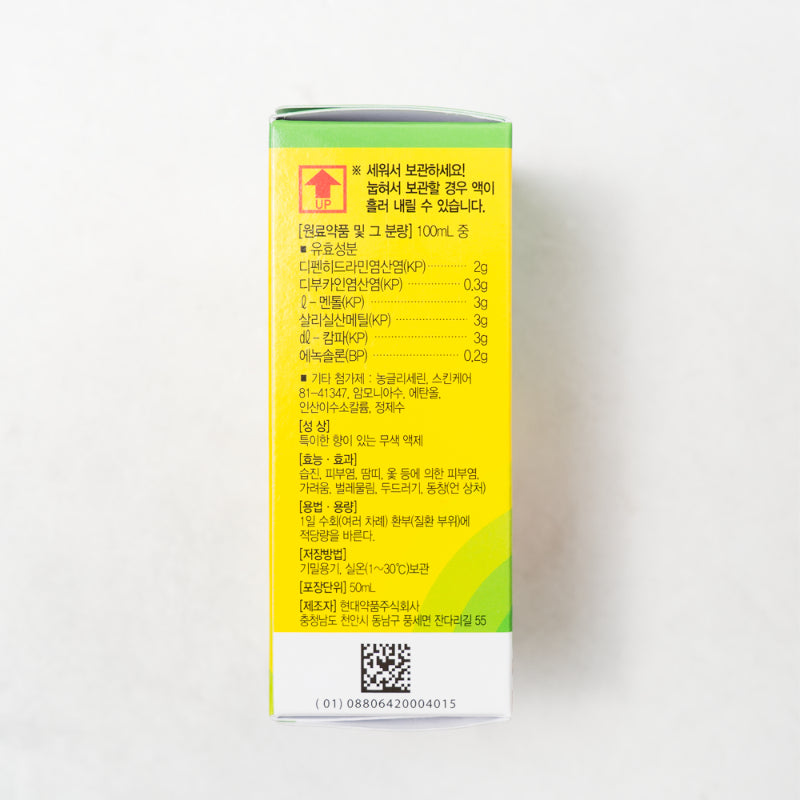 ※ 세워서 보관하세요!
눕혀서 보관할 경우 액이
흘러 내릴 수 있습니다.
UP
[원료약품 및 그 분량] 100mL 중
■ 유효성분
디펜히드라민염산염(KP)············ 2g
디부카인염산염(KP) ················ 0.3g
ℓ - 멘톨(KP) ···························· 3g
살리실산메틸(KP) ····················· 3g
dℓ - 캄파(KP) ··························· 3g
에녹솔론(BP) ························ 0.2g
■ 기타 첨가제 : 농글리세린, 스킨케어
81-41347, 암모니아수, 에탄올,
인산이수소칼륨, 정제수
[성 상]
특이한 향이 있는 무색 액제
[효능 · 효과]
습진, 피부염, 땀띠, 옻 등에 의한 피부염,
가려움, 벌레물림, 두드러기, 동창(언 상처)
[용법 · 용량]
1일 수회(여러 차례) 환부(질환 부위)에
적당량을 바른다.
[저장방법]
기밀용기, 실온(1~30℃)보관
[포장단위] 50mL
[제조자] 현대약품주식회사
충청남도 천안시 동남구 풍세면 잔다리길 55
(01)08806420004015